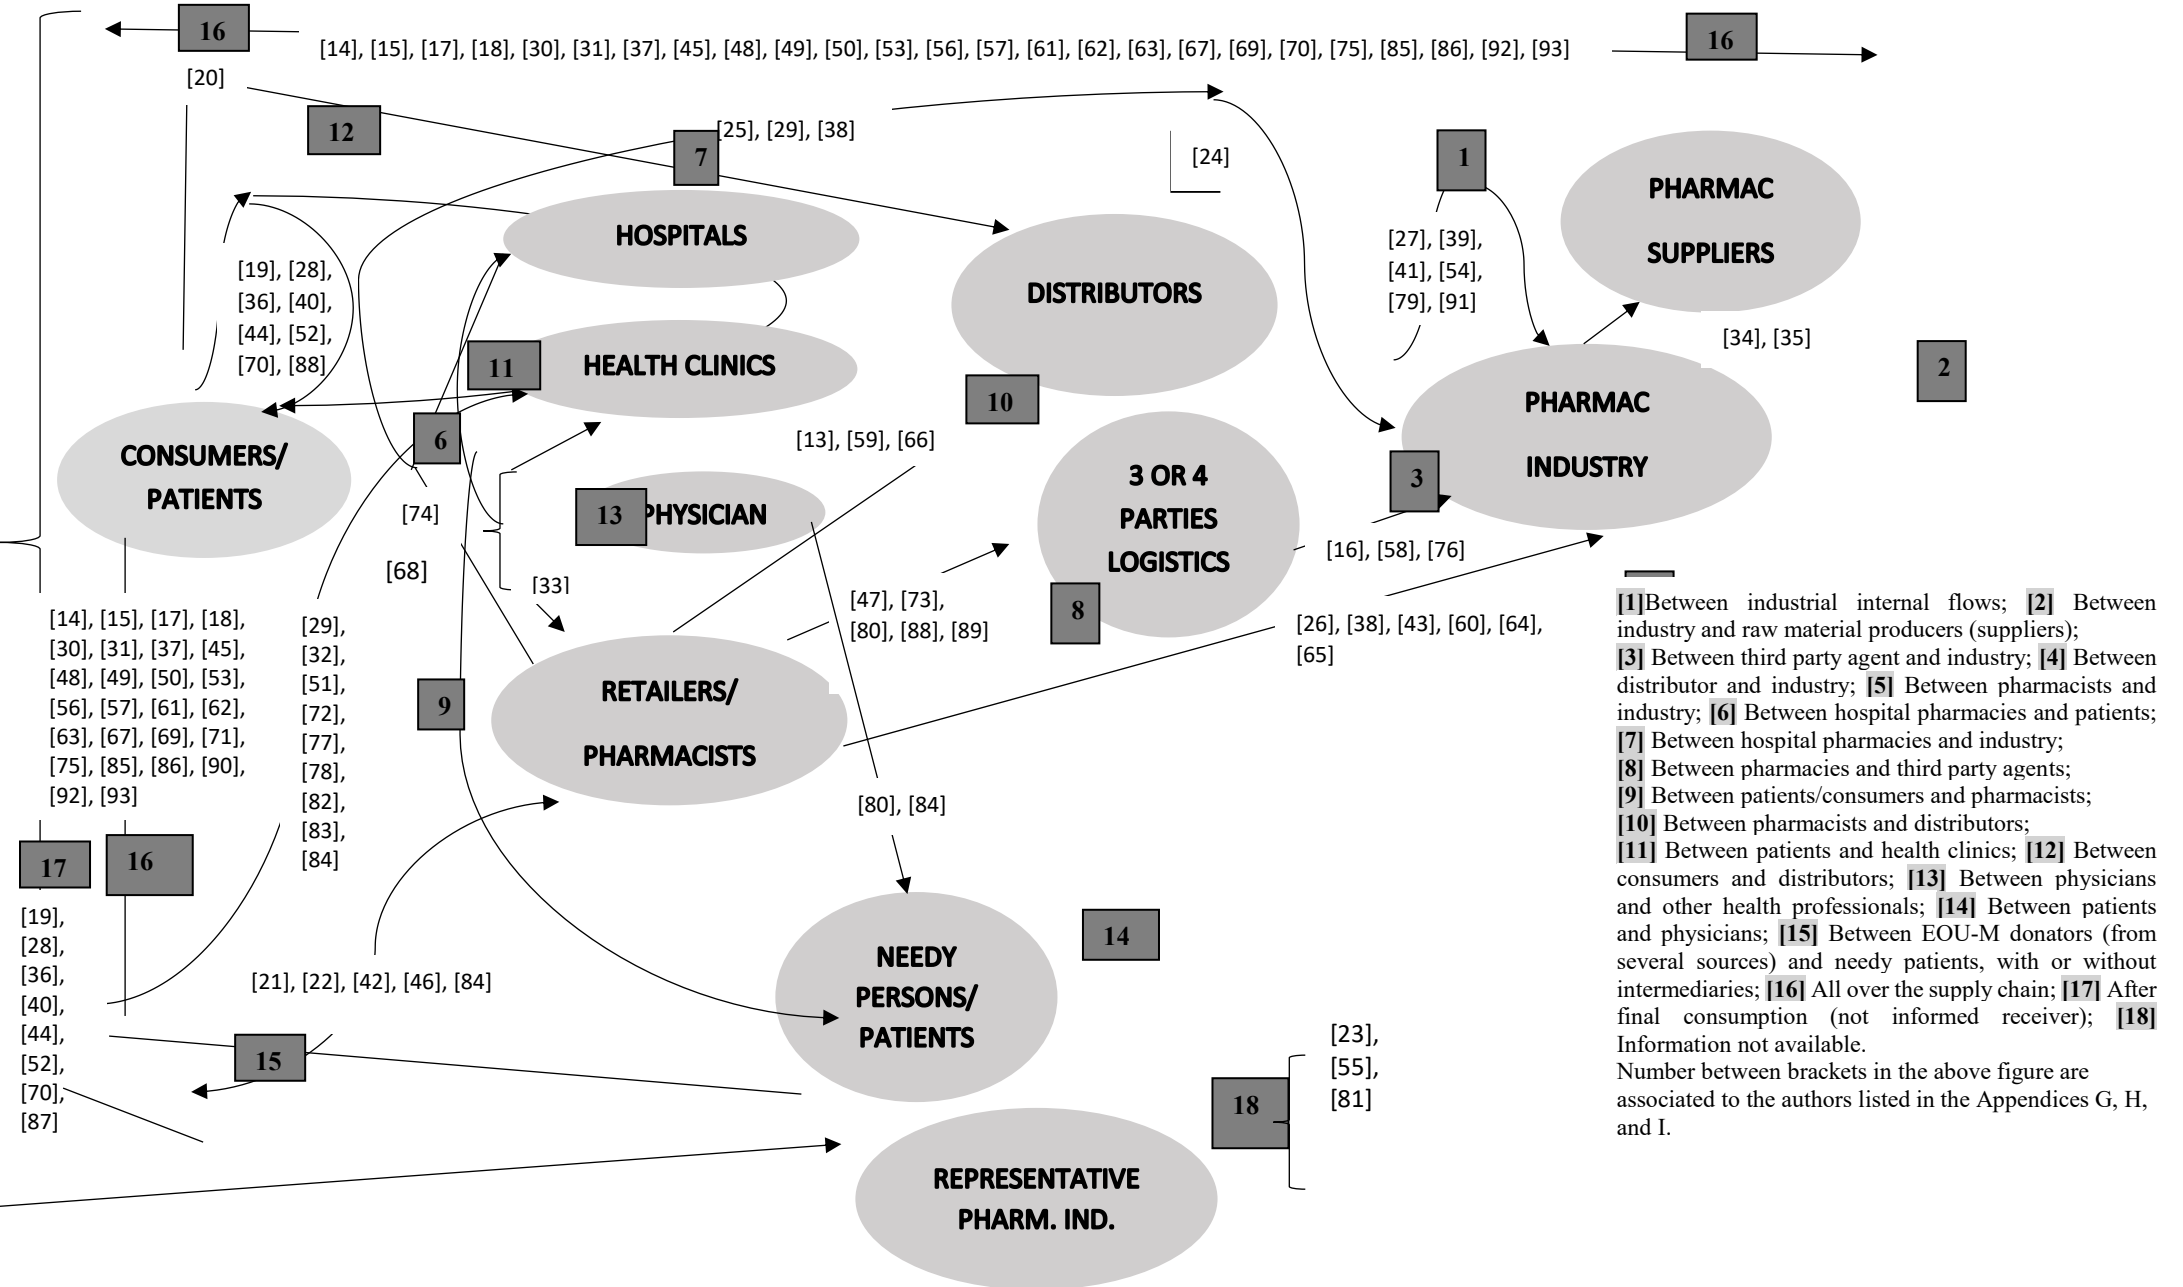 16
[14], [15], [17], [18], [30], [31], [37], [45], [48], [49], [50], [53], [56], [57], [61], [62], [63], [67], [69], [70], [75], [85], [86], [92], [93]
16
[20]
12
7
[25], [29], [38]
[24]
1
PHARMAC
SUPPLIERS
HOSPITALS
DISTRIBUTORS
[27], [39],
[41], [54],
[79], [91]
[19], [28],
[36], [40],
[44], [52],
[70], [88]
[34], [35]
2
11
HEALTH CLINICS
10
PHARMAC
INDUSTRY
6
CONSUMERS/
PATIENTS
[13], [59], [66]
3 OR 4
PARTIES
LOGISTICS
3
[74]
13
PHYSICIAN
[16], [58], [76]
[68]
[33]
[47], [73],
[80], [88], [89]
8
[26], [38], [43], [60], [64],
[65]
[14], [15], [17], [18],
[30], [31], [37], [45],
[48], [49], [50], [53],
[56], [57], [61], [62],
[63], [67], [69], [71],
[75], [85], [86], [90],
[92], [93]
[29],
[32],
[51],
[72],
[77],
[78],
[82],
[83],
[84]
9
RETAILERS/
PHARMACISTS
[80], [84]
17
16
[19],
[28],
[36],
[40],
[44],
[52],
[70],
[87]
[21], [22], [42], [46], [84]
15
NEEDY
PERSONS/
PATIENTS
14
18
[23],
[55],
[81]
REPRESENTATIVE
PHARM. IND.
[1]Between industrial internal flows; [2] Between
industry and raw material producers (suppliers);
[3] Between third party agent and industry; [4] Between
distributor and industry; [5] Between pharmacists and
industry; [6] Between hospital pharmacies and patients;
[7] Between hospital pharmacies and industry;
[8] Between pharmacies and third party agents;
[9] Between patients/consumers and pharmacists;
[10] Between pharmacists and distributors;
[11] Between patients and health clinics; [12] Between
consumers and distributors; [13] Between physicians
and other health professionals; [14] Between patients
and physicians; [15] Between EOU-M donators (from
several sources) and needy patients, with or without
intermediaries; [16] All over the supply chain; [17] After
final consumption (not informed receiver); [18]
Information not available.
Number between brackets in the above figure are
associated to the authors listed in the Appendices G, H,
and I.